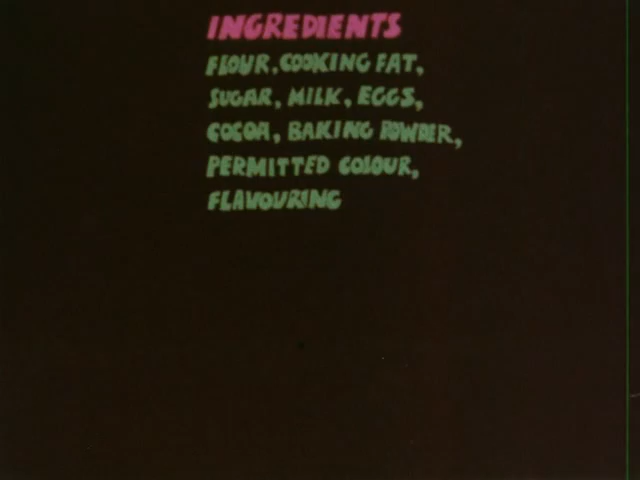 INGREDIENTS
FLOUR, COOKING FAT,
SUGAR, MILK, EGGS,
COCOA, BAKING POWDER,
PERMITTED COLOUR,
FLAVOURING